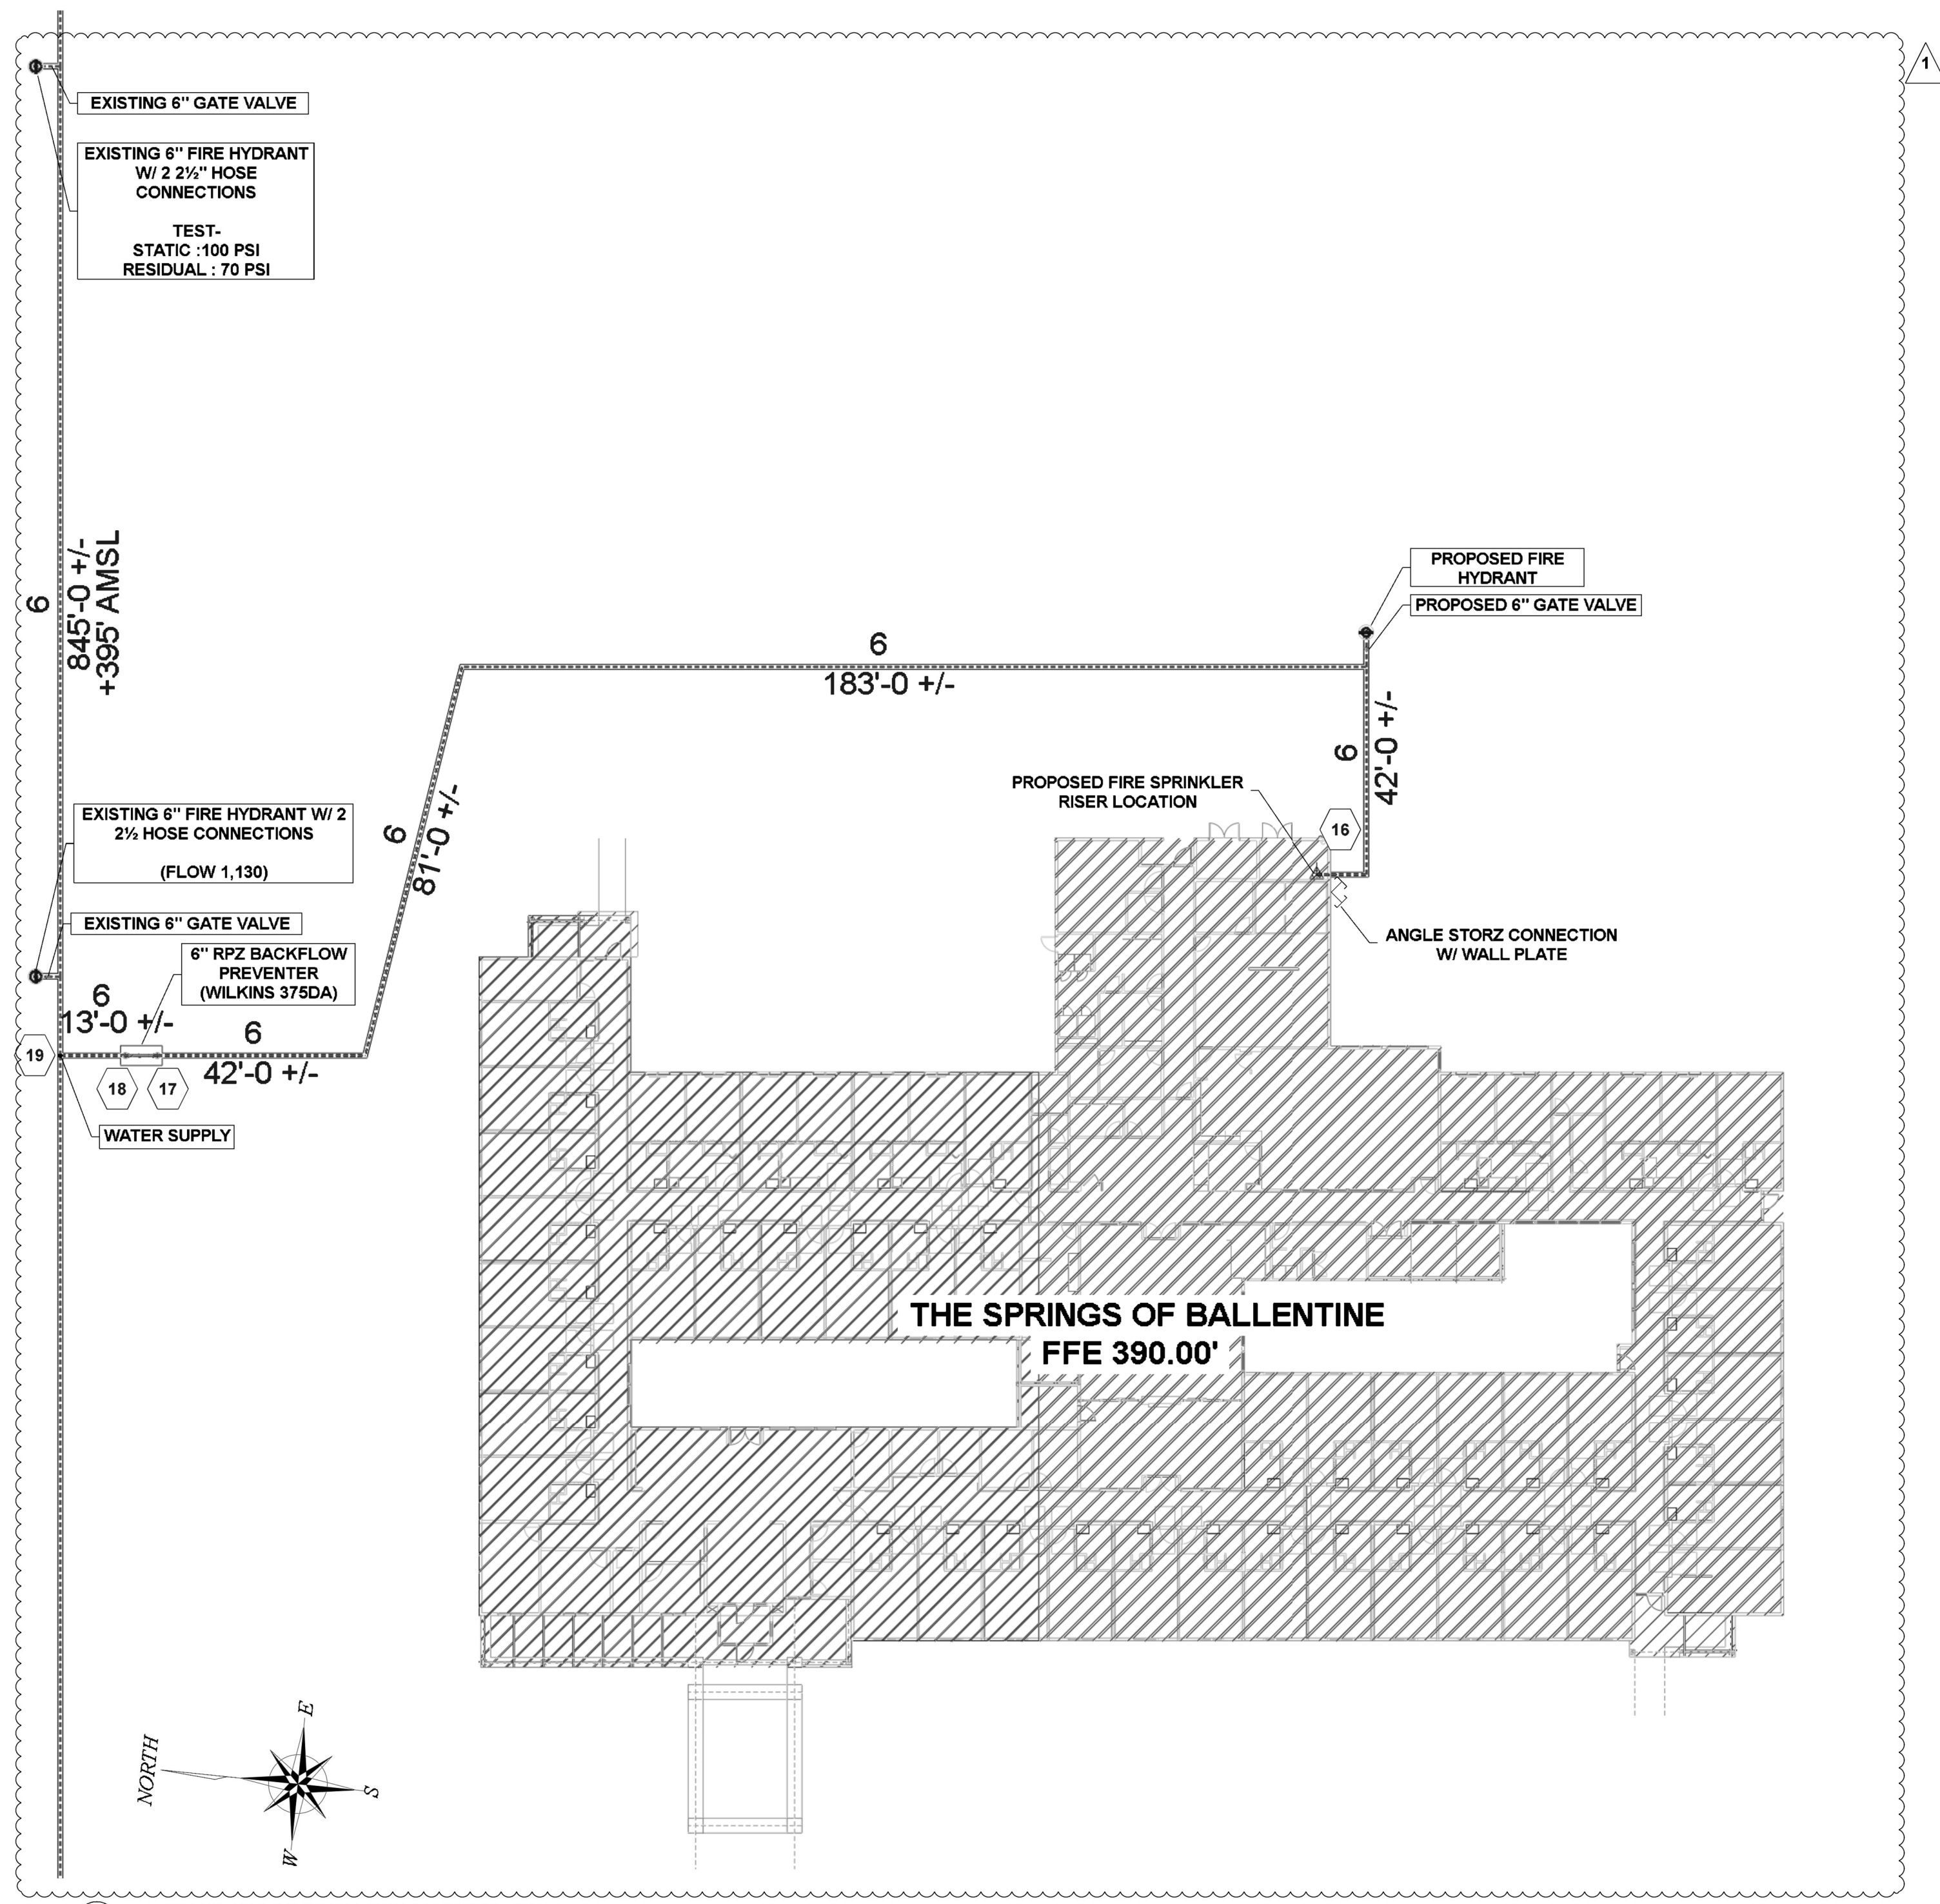 1
EXISTING 6" GATE VALVE
EXISTING 6" FIRE HYDRANT
W/ 2 2½" HOSE
CONNECTIONS
TEST-
STATIC :100 PSI
RESIDUAL : 70 PSI
6
845'-0 +/-
+395' AMSL
PROPOSED FIRE
HYDRANT
PROPOSED 6" GATE VALVE
6
183'-0 +/-
6
42'-0 +/-
PROPOSED FIRE SPRINKLER
RISER LOCATION
16
6
81'-0 +/-
EXISTING 6" FIRE HYDRANT W/ 2
2½ HOSE CONNECTIONS
(FLOW 1,130)
EXISTING 6" GATE VALVE
ANGLE STORZ CONNECTION
W/ WALL PLATE
6" RPZ BACKFLOW
PREVENTER
(WILKINS 375DA)
6
13'-0 +/-
6
42'-0 +/-
19
18
17
WATER SUPPLY
THE SPRINGS OF BALLENTINE
FFE 390.00'
NORTH
E
S
W